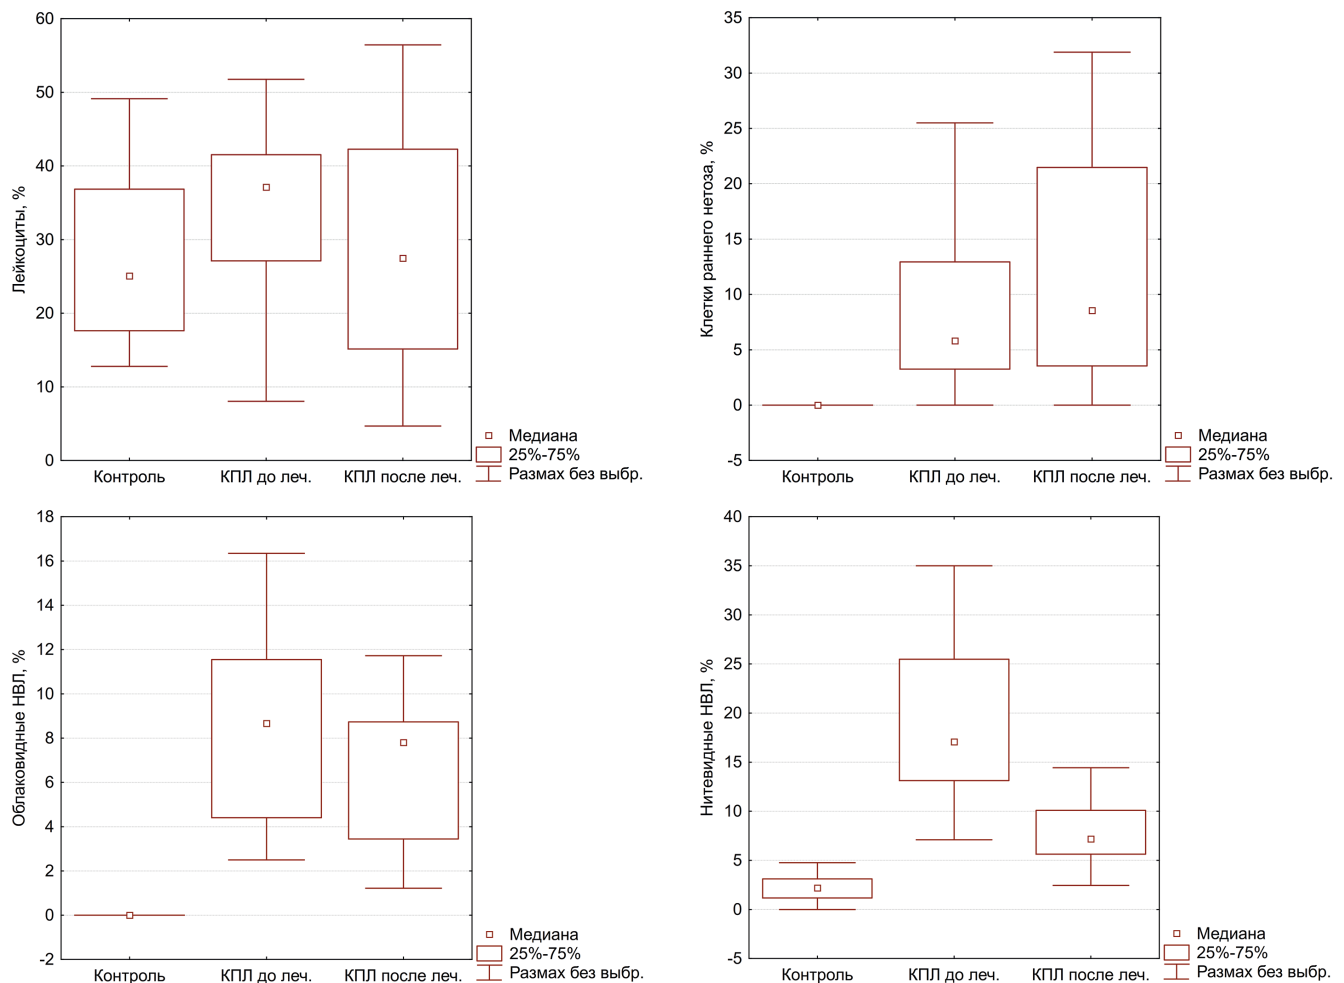 Лейкоциты, %
60
50
40
30
20
10
0
Контроль КПЛ до леч. КПЛ после леч.
Медиана
25%-75%
Размах без выбр.
Клетки раннего нетоза, %
35
30
25
20
15
10
5
0
-5
Контроль КПЛ до леч. КПЛ после леч.
Медиана
25%-75%
Размах без выбр.
Облаковидные НВЛ, %
18
16
14
12
10
8
6
4
2
0
-2
Контроль КПЛ до леч. КПЛ после леч.
Медиана
25%-75%
Размах без выбр.
Нитевидные НВЛ, %
40
35
30
25
20
15
10
5
0
-5
Контроль КПЛ до леч. КПЛ после леч.
Медиана
25%-75%
Размах без выбр.